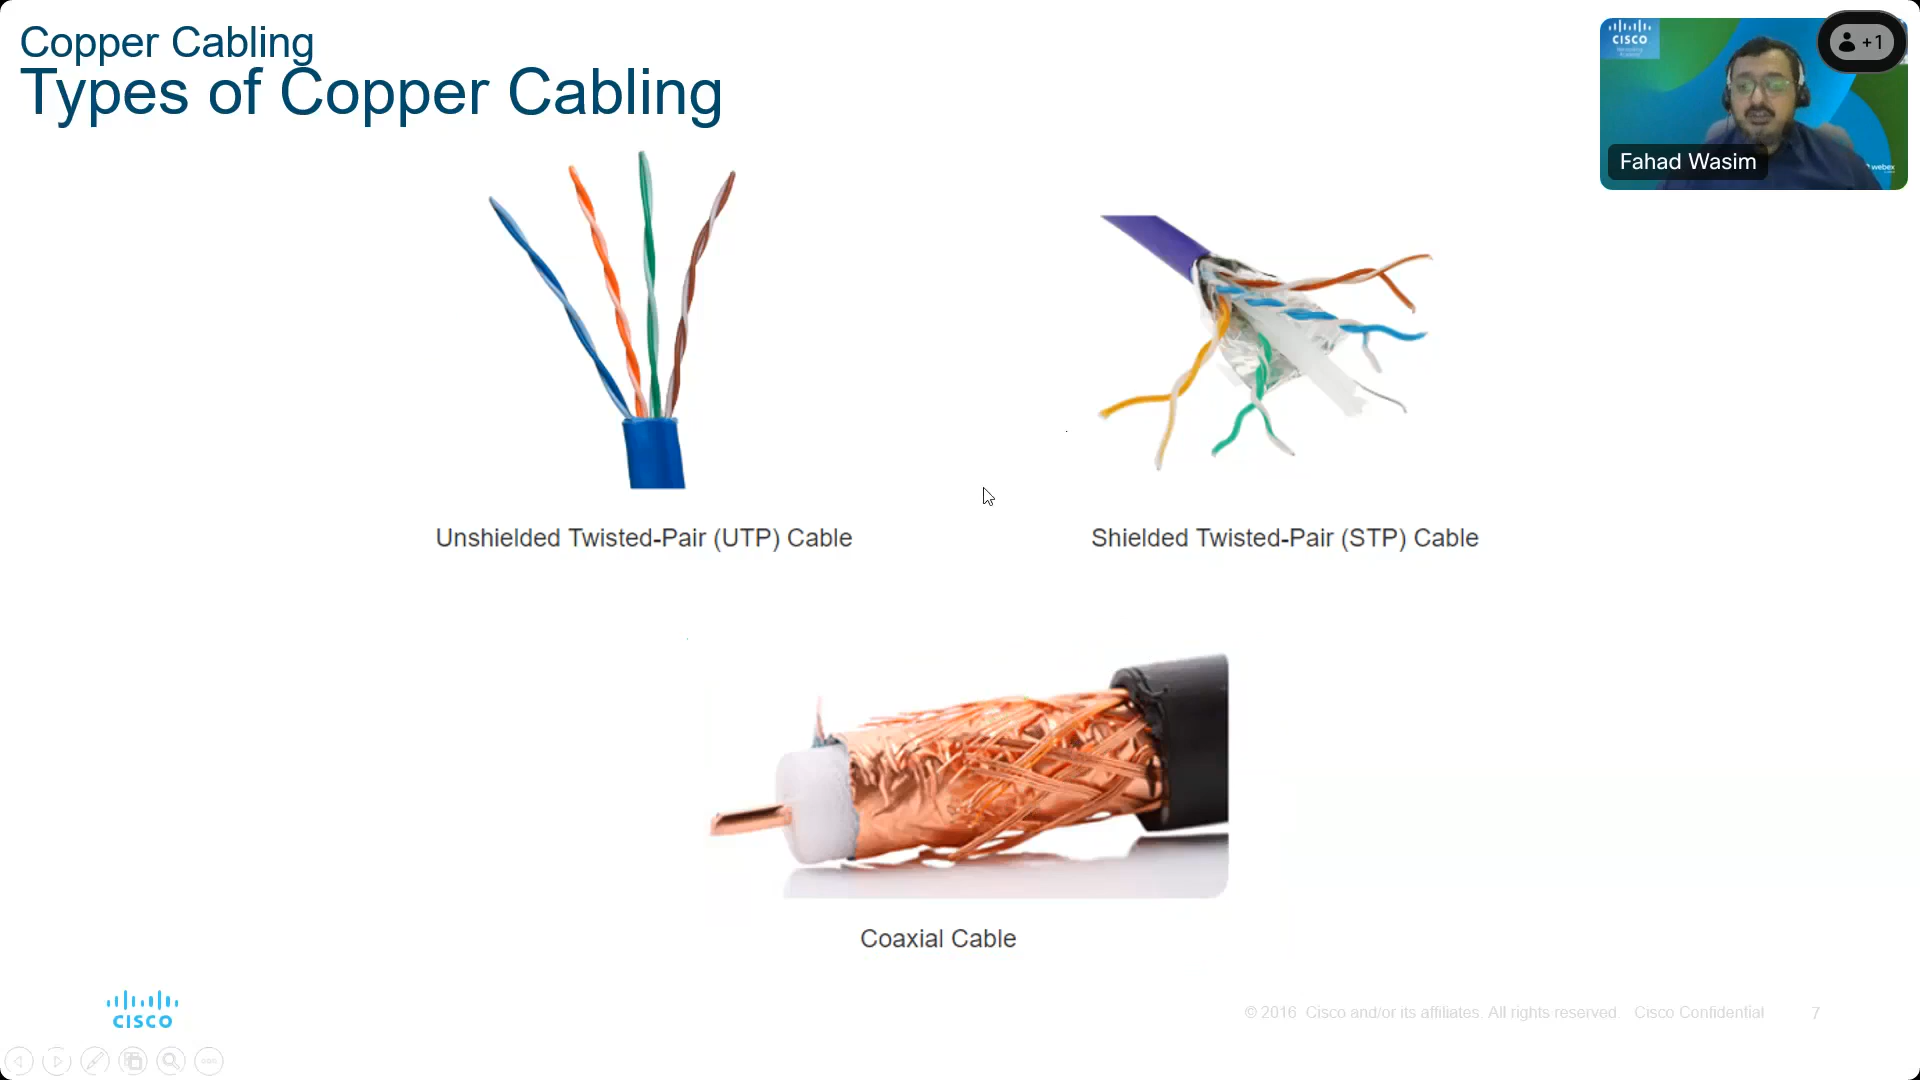 Copper Cabling
Types of Copper Cabling
CISCO
+1
Fahad Wasim
webex
Unshielded Twisted-Pair (UTP) Cable
Shielded Twisted-Pair (STP) Cable
Coaxial Cable
CISCO
© 2016 Cisco and/or its affiliates. All rights reserved. Cisco Confidential
7